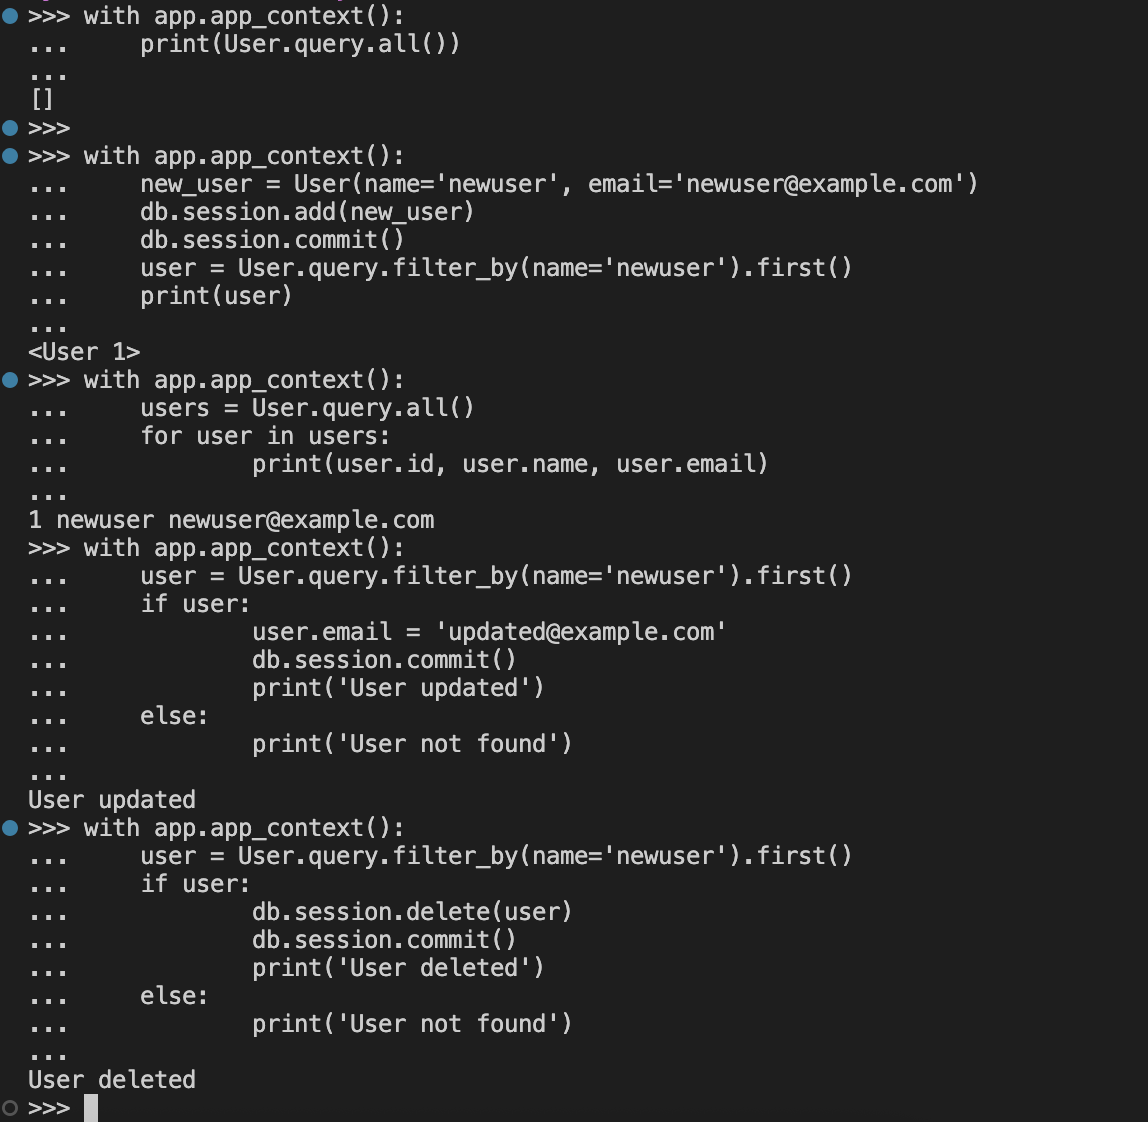 >>> with app.app_context():
...     print(User.query.all())
...
[]
>>>
>>> with app.app_context():
...     new_user = User(name='newuser', email='newuser@example.com')
...     db.session.add(new_user)
...     db.session.commit()
...     user = User.query.filter_by(name='newuser').first()
...     print(user)
...
<User 1>
>>> with app.app_context():
...     users = User.query.all()
...     for user in users:
...             print(user.id, user.name, user.email)
...
1 newuser newuser@example.com
>>> with app.app_context():
...     user = User.query.filter_by(name='newuser').first()
...     if user:
...             user.email = 'updated@example.com'
...             db.session.commit()
...             print('User updated')
...     else:
...             print('User not found')
...
User updated
>>> with app.app_context():
...     user = User.query.filter_by(name='newuser').first()
...     if user:
...             db.session.delete(user)
...             db.session.commit()
...             print('User deleted')
...     else:
...             print('User not found')
...
User deleted
>>>